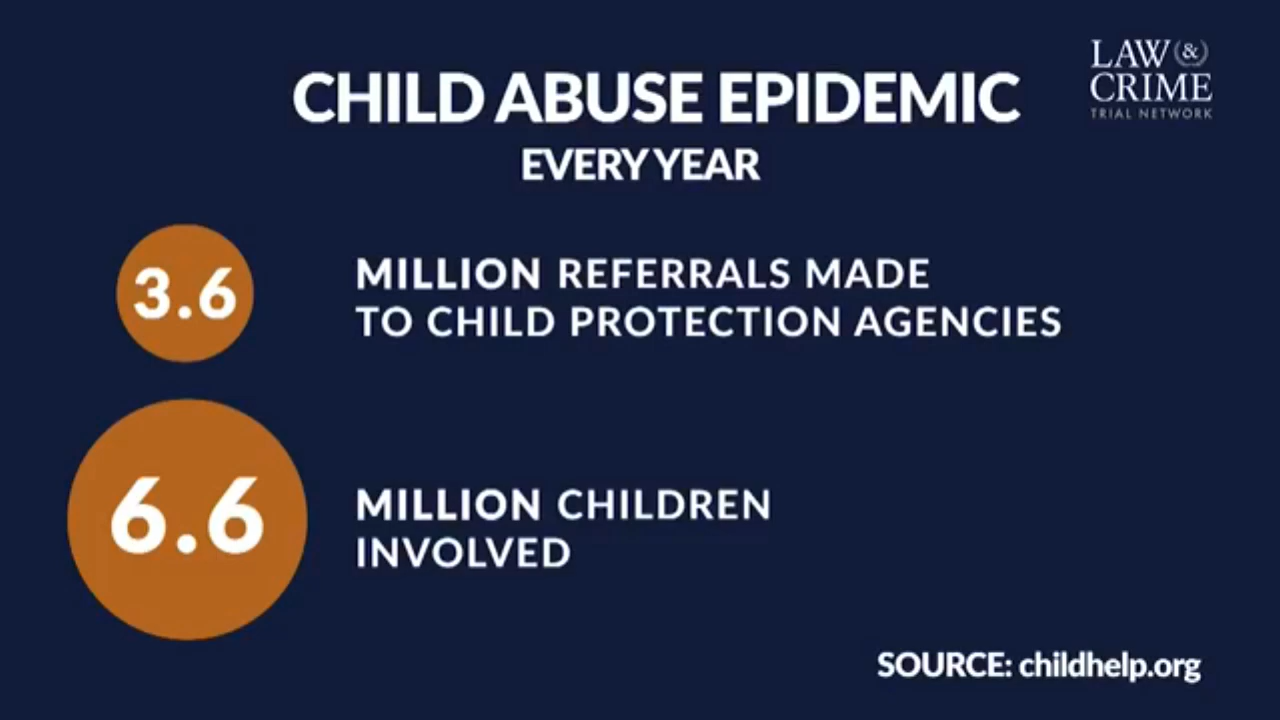 LAW & CRIME
TRIAL NETWORK
CHILD ABUSE EPIDEMIC
EVERY YEAR
3.6
MILLION REFERRALS MADE
TO CHILD PROTECTION AGENCIES
6.6
MILLION CHILDREN
INVOLVED
SOURCE: childhelp.org